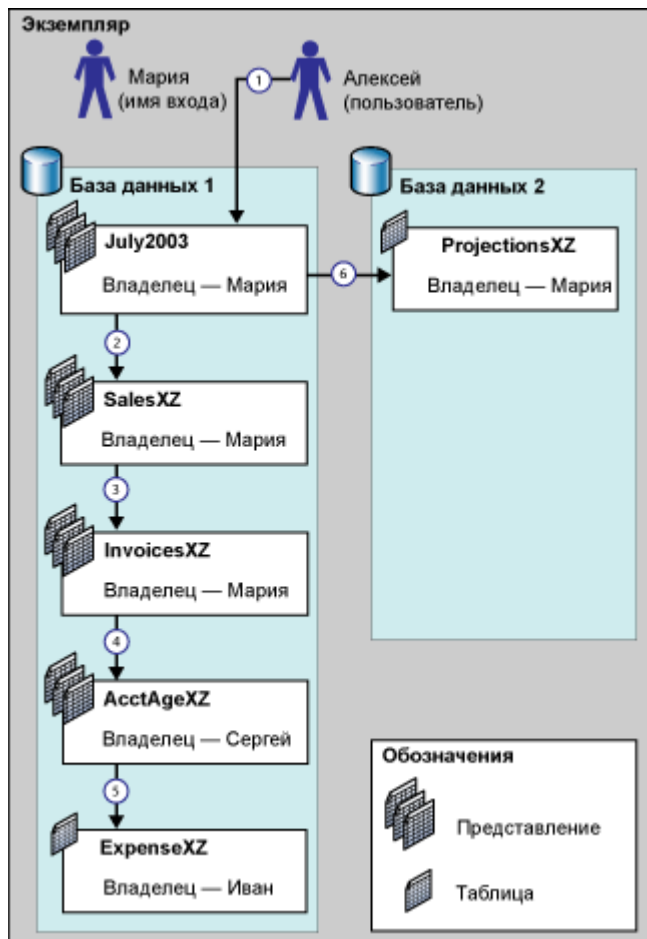 Экземпляр
Мария
(имя входа)
1
Алексей
(пользователь)
База данных 1
База данных 2
July2003
Владелец — Мария
6
ProjectionsXZ
Владелец — Мария
2
SalesXZ
Владелец — Мария
3
InvoicesXZ
Владелец — Мария
4
AcctAgeXZ
Владелец — Сергей
5
ExpenseXZ
Владелец — Иван
Обозначения
Представление
Таблица